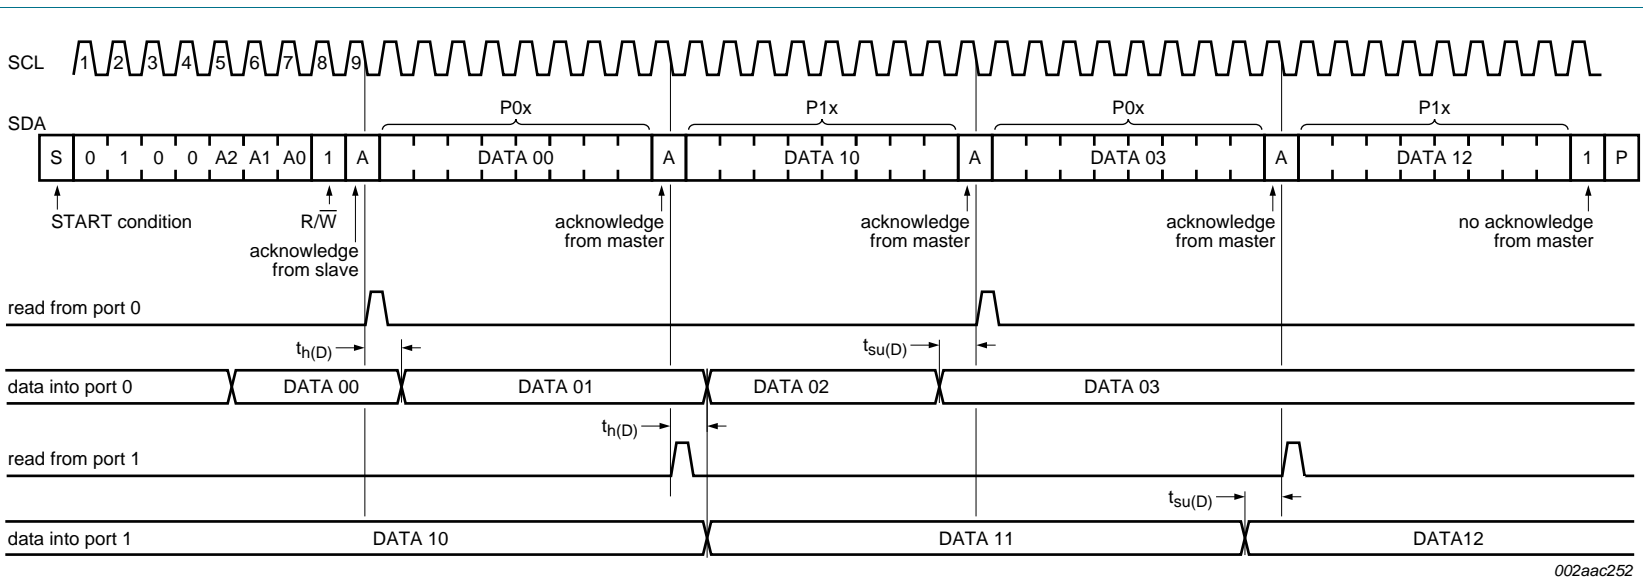 SCL 1 2 3 4 5 6 7 8 9
P0x P1x P0x P1x
SDA
S 0 1 0 0 A2 A1 A0 1 A DATA 00 A DATA 10 A DATA 03 A DATA 12 1 P
START condition R/W acknowledge acknowledge acknowledge no acknowledge
from master from master from master from master
acknowledge
from slave
read from port 0
th(D) tsu(D)
data into port 0 DATA 00 DATA 01 DATA 02 DATA 03
th(D)
read from port 1
tsu(D)
data into port 1 DATA 10 DATA 11 DATA12
002aac252